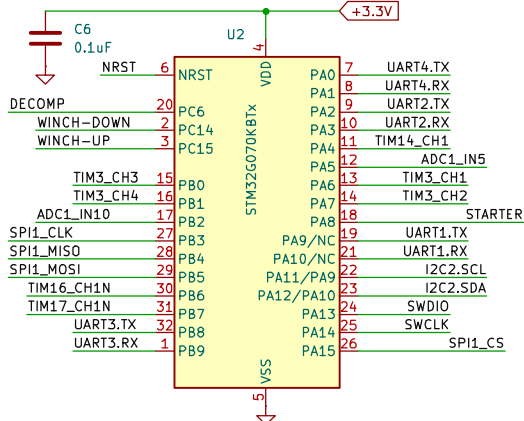 +3.3V
C6
0.1uF
U2
4
VDD
STM32G070KBTx
NRST 6 NRST
DECOMP 20 PC6
WINCH-DOWN 2 PC14
WINCH-UP 3 PC15
TIM3_CH3 15 PB0
TIM3_CH4 16 PB1
ADC1_IN10 17 PB2
SPI1_CLK 27 PB3
SPI1_MISO 28 PB4
SPI1_MOSI 29 PB5
TIM16_CH1N 30 PB6
TIM17_CH1N 31 PB7
UART3.TX 32 PB8
UART3.RX 1 PB9
PA0 7 UART4.TX
PA1 8 UART4.RX
PA2 9 UART2.TX
PA3 10 UART2.RX
PA4 11 TIM14_CH1
PA5 12 ADC1_IN5
PA6 13 TIM3_CH1
PA7 14 TIM3_CH2
PA8 18 STARTER
PA9/NC 19 UART1.TX
PA10/NC 21 UART1.RX
PA11/PA9 22 I2C2.SCL
PA12/PA10 23 I2C2.SDA
PA13 24 SWDIO
PA14 25 SWCLK
PA15 26 SPI1_CS
VSS
5